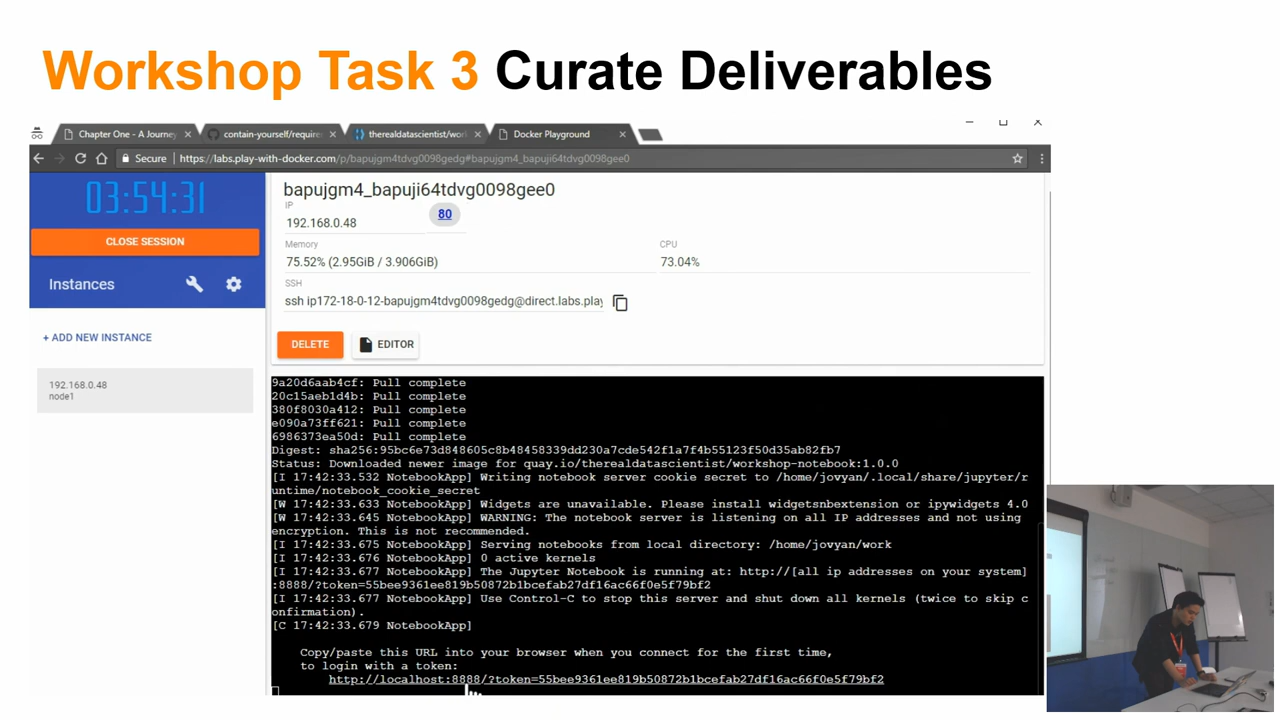 Workshop Task 3 Curate Deliverables
Chapter One - A Journey
contain-yourself/require
therealdatascientist/wor
Docker Playground
Secure
https://labs.play-with-docker.com/p/bapujgm4tdvg0098gedg#bapujgm4_bapuji64tdvg0098gee0
03:54:31
CLOSE SESSION
Instances
+ ADD NEW INSTANCE
192.168.0.48
node1
bapujgm4_bapuji64tdvg0098gee0
IP
192.168.0.48
80
Memory
75.52% (2.95GiB / 3.906GiB)
CPU
73.04%
SSH
ssh ip172-18-0-12-bapujgm4tdvg0098gedg@direct.labs.play
DELETE
EDITOR
9a20d6aab4cf: Pull complete
20c15aeb1d4b: Pull complete
380f8030a412: Pull complete
e090a73ff621: Pull complete
6986373ea50d: Pull complete
Digest: sha256:95bc6e73d848605c8b48458339dd230a7cde542f1a7f4b55123f50d35ab82fb7
Status: Downloaded newer image for quay.io/therealdatascientist/workshop-notebook:1.0.0
[I 17:42:33.532 NotebookApp] Writing notebook server cookie secret to /home/jovyan/.local/share/jupyter/r
untime/notebook_cookie_secret
[W 17:42:33.633 NotebookApp] Widgets are unavailable. Please install widgetsnbextension or ipywidgets 4.0
[W 17:42:33.645 NotebookApp] WARNING: The notebook server is listening on all IP addresses and not using
encryption. This is not recommended.
[I 17:42:33.675 NotebookApp] Serving notebooks from local directory: /home/jovyan/work
[I 17:42:33.676 NotebookApp] 0 active kernels
[I 17:42:33.677 NotebookApp] The Jupyter Notebook is running at: http://[all ip addresses on your system]
:8888/?token=55bee9361ee819b50872b1bcefab27df16ac66f0e5f79bf2
[I 17:42:33.678 NotebookApp] Use Control-C to stop this server and shut down all kernels (twice to skip c
onfirmation).
[C 17:42:33.679 NotebookApp]
Copy/paste this URL into your browser when you connect for the first time,
to login with a token:
http://localhost:8888/?token=55bee9361ee819b50872b1bcefab27df16ac66f0e5f79bf2